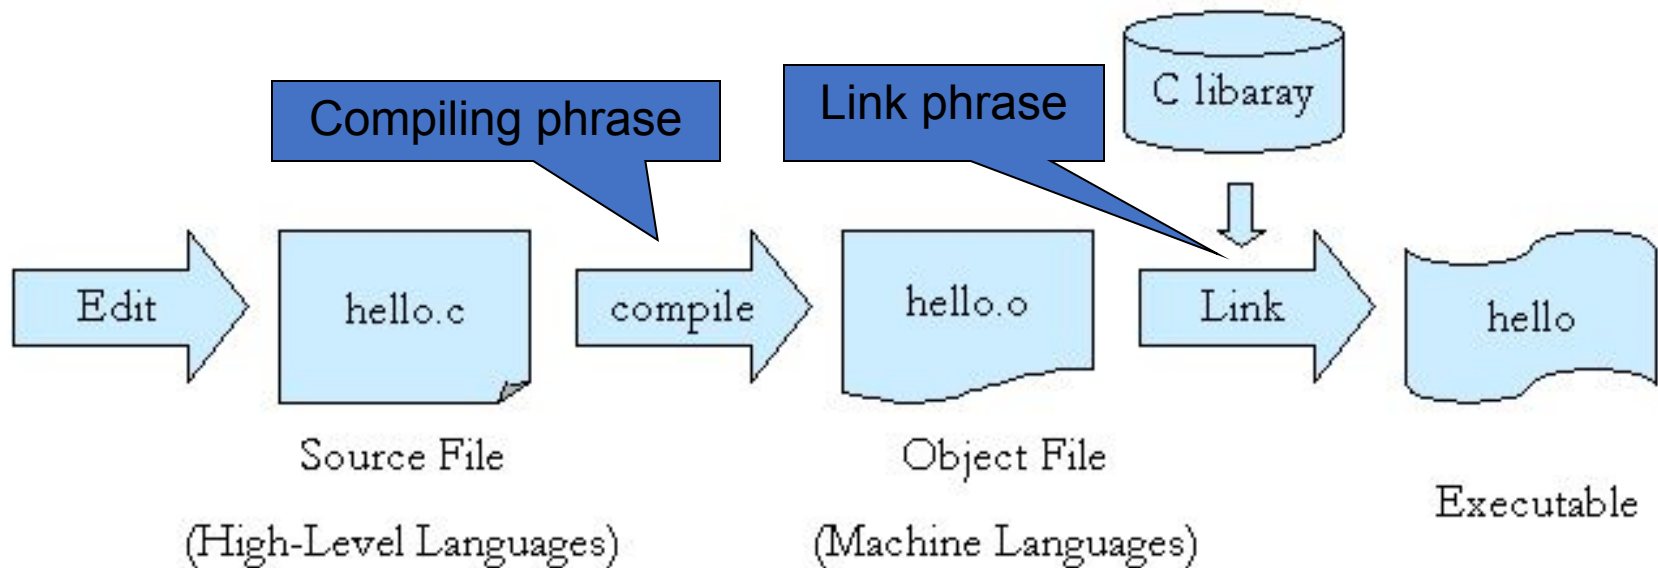 C libaray
Compiling phrase
Link phrase
Edit
hello.c
compile
hello.o
Link
hello
Source File
Object File
Executable
(High-Level Languages)
(Machine Languages)